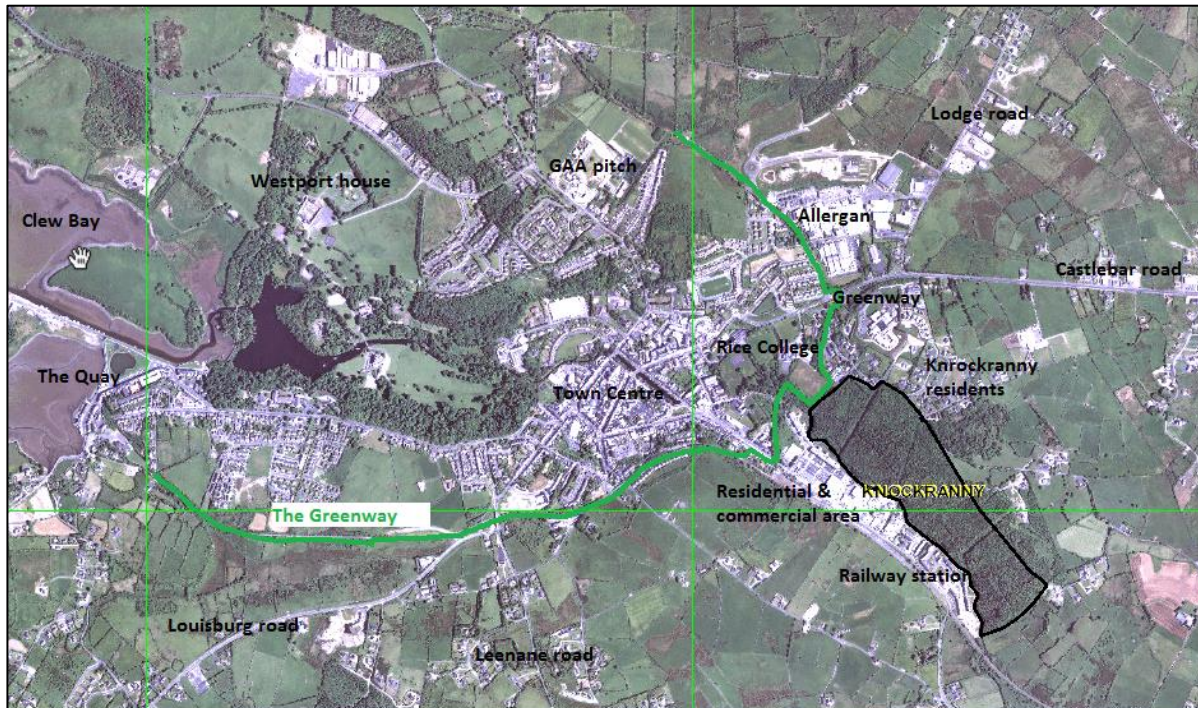 Lodge road
GAA pitch
Westport house
Clew Bay
Allergan
Castlebar road
Greenway
Rice College
Knrockranny
residents
The Quay
Town Centre
Residential &
commercial area
KNOCKRANNY
The Greenway
Railway station
Louisburg road
Leenane road